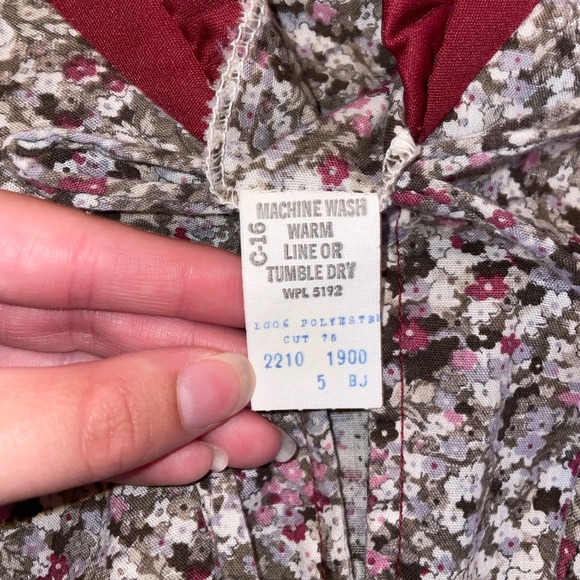 C-16
MACHINE WASH
WARM
LINE OR
TUMBLE DRY
WPL 5192
100% POLYESTER
CUT 76
2210 1900
5 BJ